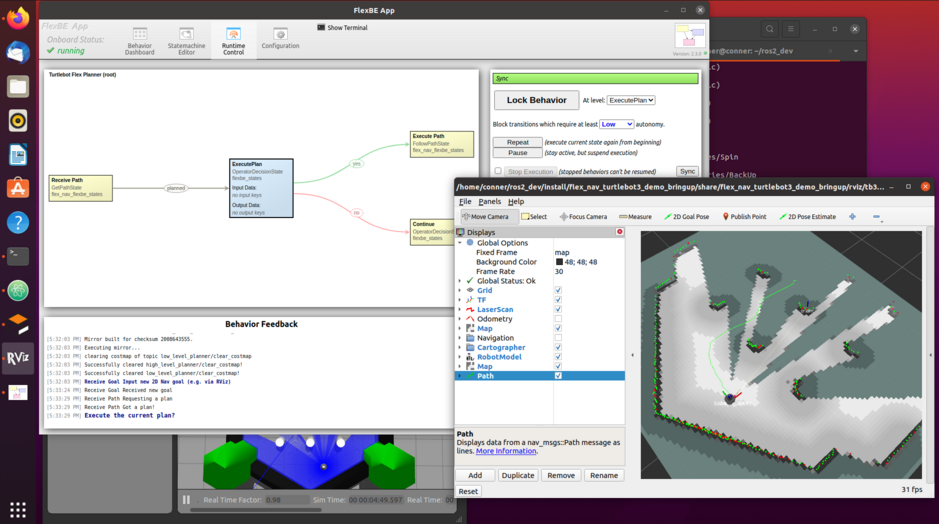 FlexBE App
FlexBE App
Onboard Status:
running
Behavior
Dashboard
Statemachine
Editor
Runtime
Control
Configuration
Show Terminal
Version: 2.3.3
Turtlebot Flex Planner (root)
Receive Path
GetPathState
flex_nav_flexbe_states
planned
ExecutePlan
OperatorDecisionState
flexbe_states
Input Data:
no input keys
Output Data:
no output keys
yes
no
Execute Path
FollowPathState
flex_nav_flexbe_states
Continue
OperatorDecisionS
flexbe_states
Sync
Lock Behavior
At level:
ExecutePlan
Block transitions which require at least
Low
autonomy.
Repeat
(execute current state again from beginning)
Pause
(stay active, but suspend execution)
Stop Execution
(stopped behaviors can't be resumed)
Sync
Behavior Feedback
[5:32:03 PM] Mirror built for checksum 2008643555.
[5:32:03 PM] Executing mirror...
[5:32:03 PM] clearing costmap of topic low_level_planner/clear_costmap
[5:32:03 PM] Successfully cleared high_level_planner/clear_costmap!
[5:32:03 PM] Successfully cleared low_level_planner/clear_costmap!
[5:32:03 PM] Receive Goal Input new 2D Nav goal (e.g. via RViz)
[5:33:24 PM] Receive Goal Received new goal
[5:33:29 PM] Receive Path Requesting a plan
[5:33:29 PM] Receive Path Got a plan!
[5:33:29 PM] Execute the current plan?
ner@conner: ~/ros2_dev
.c)
.c)
es/Spin
ries/BackUp
/home/conner/ros2_dev/install/flex_nav_turtlebot3_demo_bringup/share/flex_nav_turtlebot3_demo_bringup/rviz/tb3...
File Panels Help
Move Camera
Select
Focus Camera
Measure
2D Goal Pose
Publish Point
2D Pose Estimate
Displays
Global Options
Fixed Frame
map
Background Color
48; 48; 48
Frame Rate
30
Global Status: Ok
Grid
TF
LaserScan
Odometry
Map
Navigation
Cartographer
RobotModel
Map
Path
Path
Displays data from a nav_msgs::Path message as
lines. More Information.
Add
Duplicate
Remove
Rename
Reset
31 fps
RViz
Real Time Factor: 0.98
Sim Time: 00 00:04:49.597
Real Time: 00